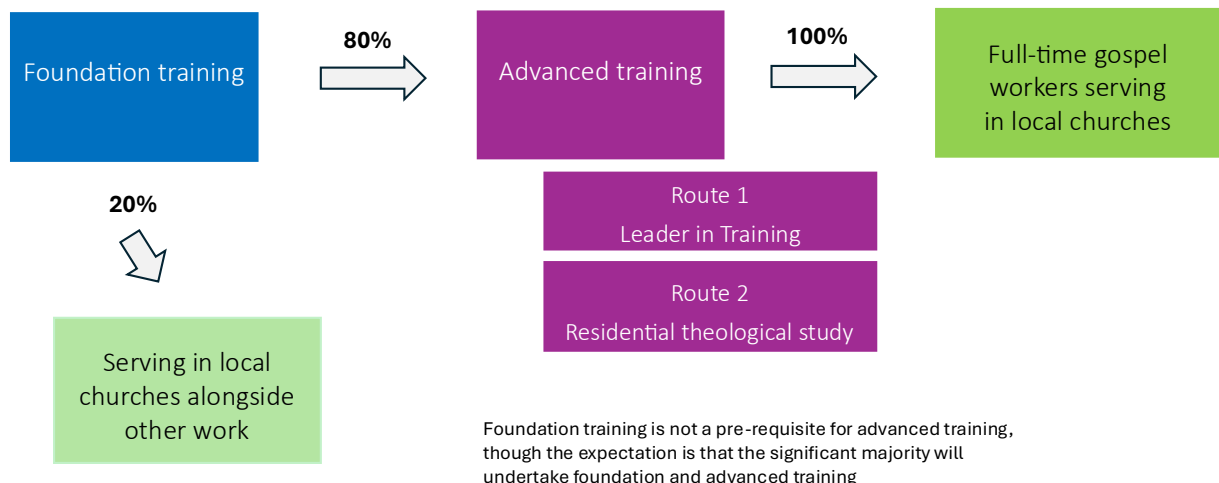 Foundation training
80%
Advanced training
100%
Full-time gospel
workers serving
in local churches
20%
Route 1
Leader in Training
Route 2
Residential theological study
Serving in local
churches alongside
other work
Foundation training is not a pre-requisite for advanced training,
though the expectation is that the significant majority will
undertake foundation and advanced training